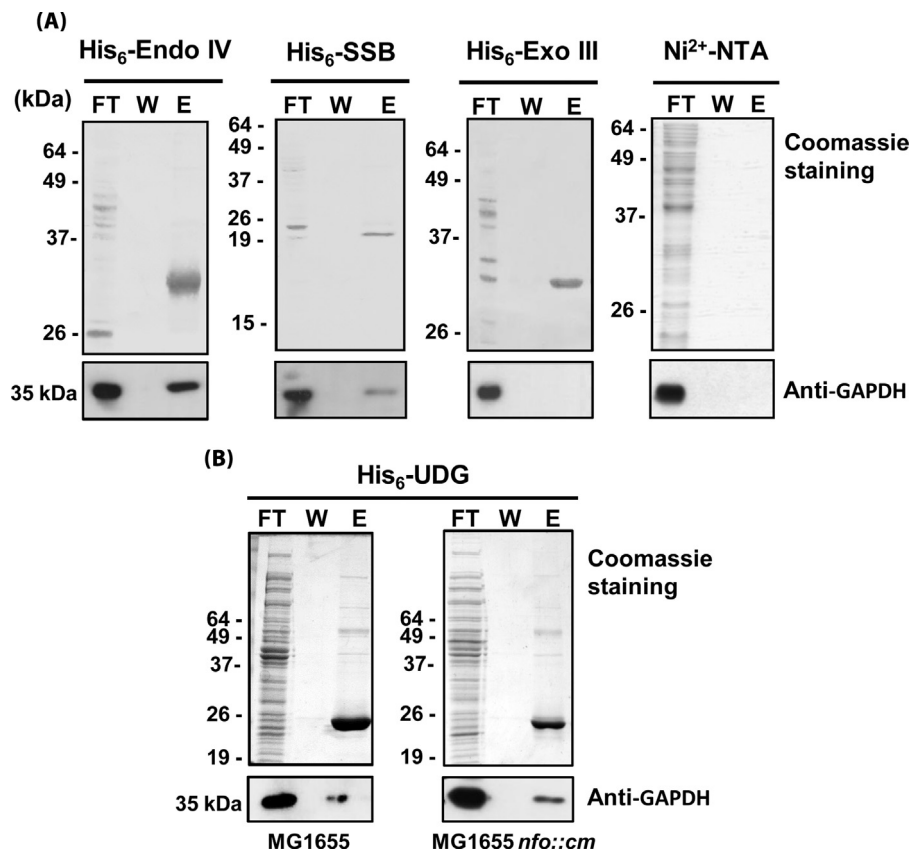 (A)
His₆-Endo IV His₆-SSB His₆-Exo III Ni²⁺-NTA
(kDa) FT W E FT W E FT W E FT W E
64 -
49 -
37-
26 -
64 -
49 -
37 -
26 -
19 -
15 -
64 -
49 -
37-
26 -
64 -
49 -
37-
26 -
Coomassie
staining
35 kDa
Anti-GAPDH
(B)
His₆-UDG
FT W E FT W E
64 -
49 -
37-
26 -
19 -
64 -
49 -
37-
26 -
19 -
Coomassie
staining
35 kDa
Anti-GAPDH
MG1655 MG1655 nfo::cm